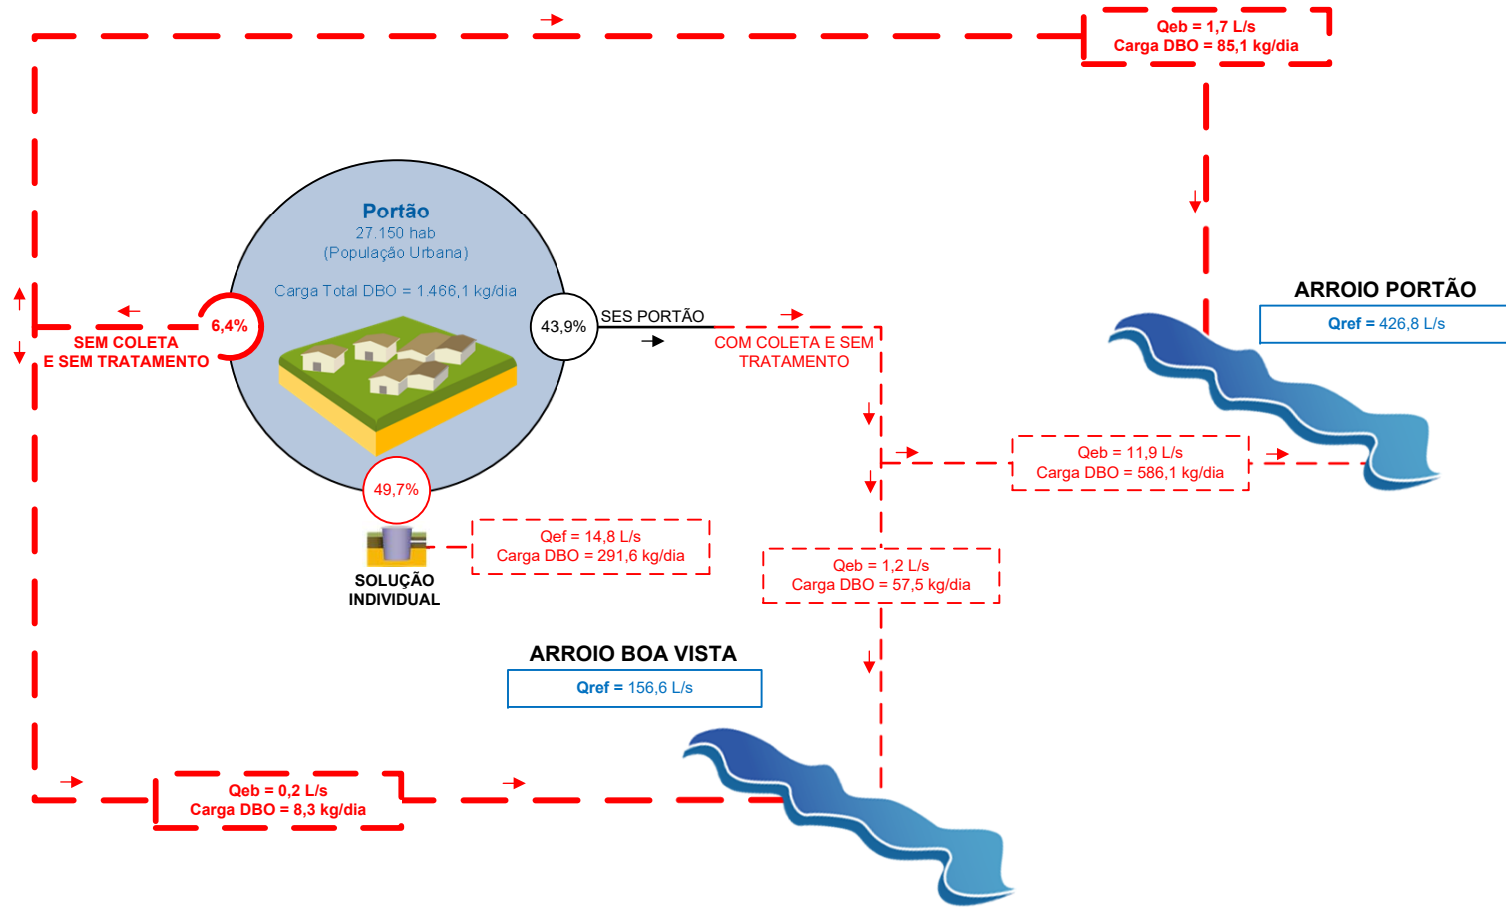 Qeb = 1,7 L/s
Carga DBO = 85,1 kg/dia
Portão
27.150 hab
(População Urbana)
Carga Total DBO = 1.466,1 kg/dia
6,4%
SEM COLETA
E SEM TRATAMENTO
43,9%
SES PORTÃO
COM COLETA E SEM
TRATAMENTO
ARROIO PORTÃO
Qref = 426,8 L/s
Qeb = 11,9 L/s
Carga DBO = 586,1 kg/dia
49,7%
SOLUÇÃO
INDIVIDUAL
Qef = 14,8 L/s
Carga DBO = 291,6 kg/dia
Qeb = 1,2 L/s
Carga DBO = 57,5 kg/dia
ARROIO BOA VISTA
Qref = 156,6 L/s
Qeb = 0,2 L/s
Carga DBO = 8,3 kg/dia